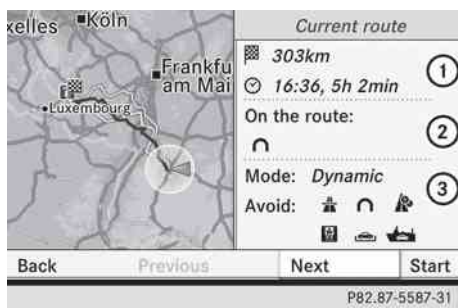 xelles
Köln
Frankfu
am Mai
Luxembourg
Current route
303km
16:36, 5h 2min
1
On the route:
2
Mode: Dynamic
Avoid:
3
Back Previous Next Start
P82.87-5587-31